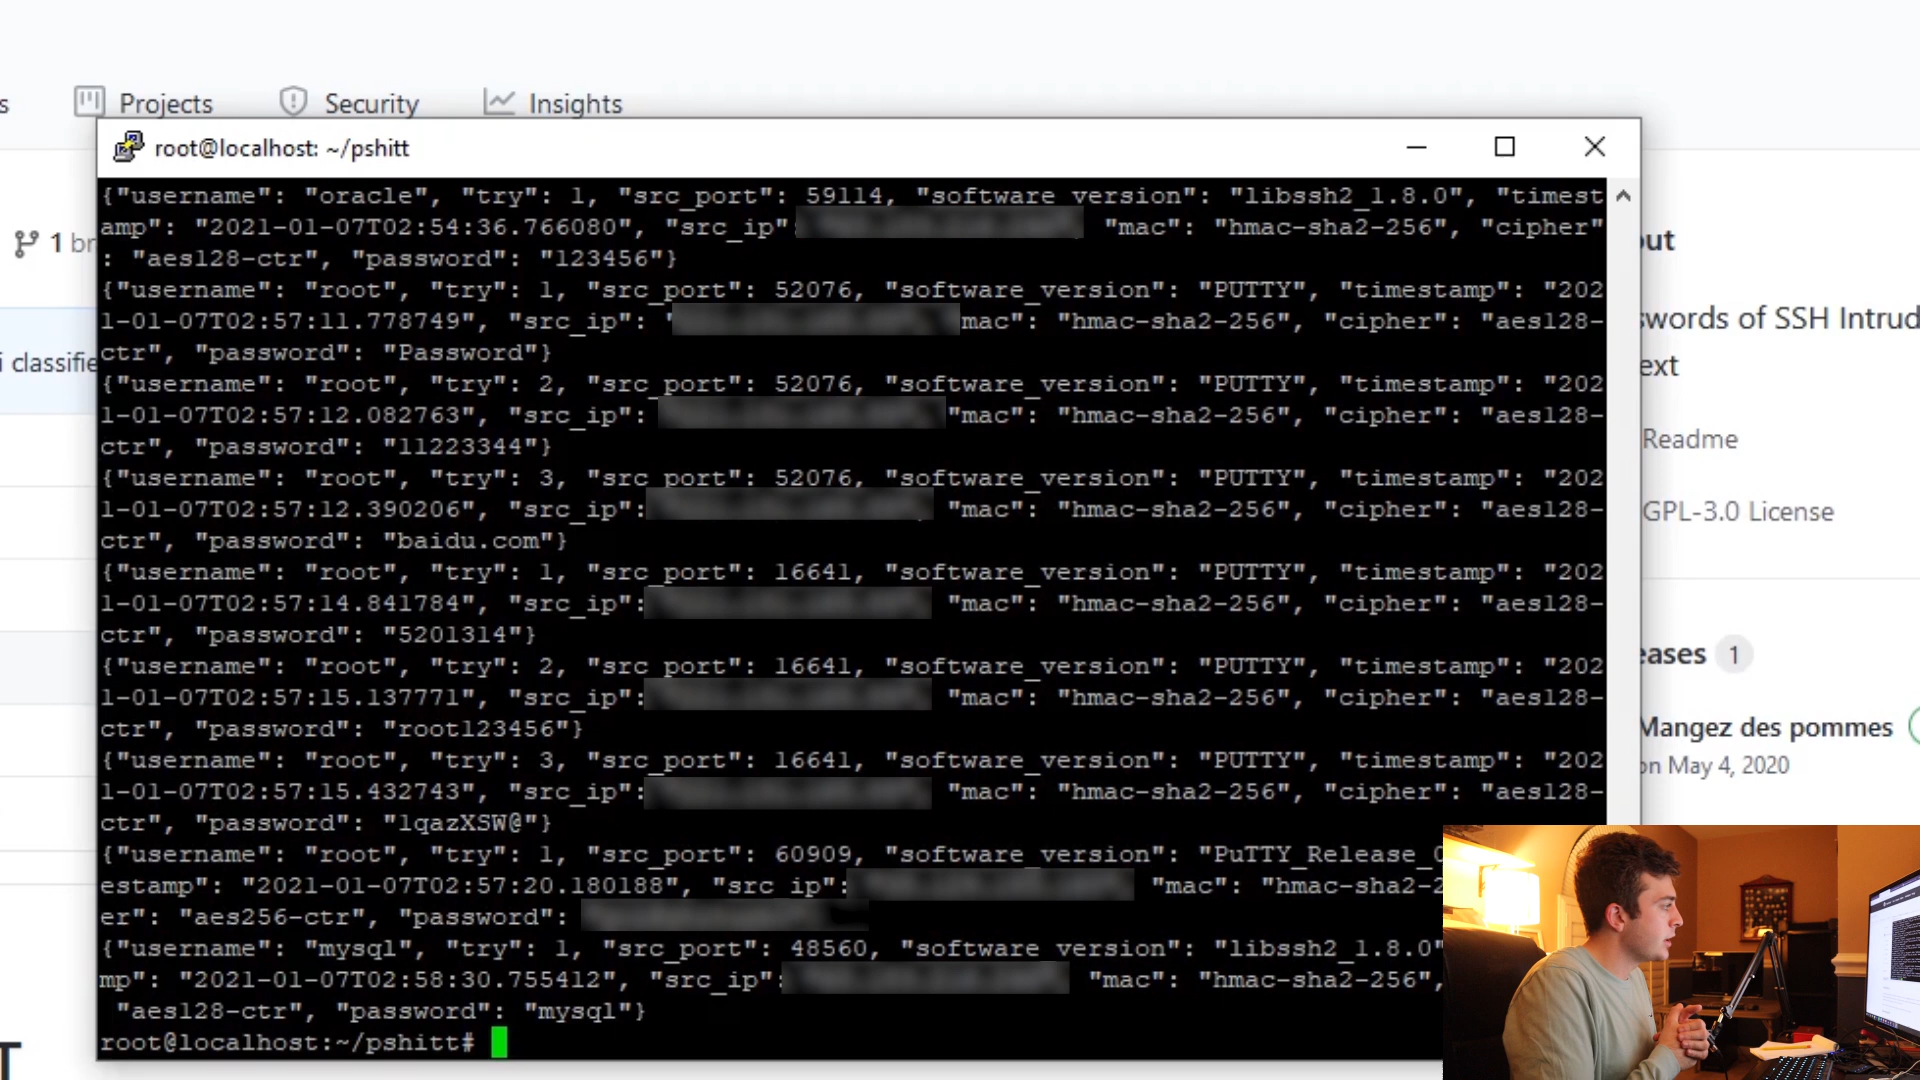 s Projects Security Insights
root@localhost: ~/pshitt
{"username": "oracle", "try": 1, "src_port": 59114, "software_version": "libssh2_1.8.0", "timest
amp": "2021-01-07T02:54:36.766080", "src_ip" "mac": "hmac-sha2-256", "cipher"
: "aes128-ctr", "password": "123456"}
{"username": "root", "try": 1, "src_port": 52076, "software_version": "PUTTY", "timestamp": "202
1-01-07T02:57:11.778749", "src_ip": " mac": "hmac-sha2-256", "cipher": "aes128-
ctr", "password": "Password"}
{"username": "root", "try": 2, "src_port": 52076, "software_version": "PUTTY", "timestamp": "202
1-01-07T02:57:12.082763", "src_ip": "mac": "hmac-sha2-256", "cipher": "aes128-
ctr", "password": "11223344"}
{"username": "root", "try": 3, "src_port": 52076, "software_version": "PUTTY", "timestamp": "202
1-01-07T02:57:12.390206", "src_ip": "mac": "hmac-sha2-256", "cipher": "aes128-
ctr", "password": "baidu.com"}
{"username": "root", "try": 1, "src_port": 16641, "software_version": "PUTTY", "timestamp": "202
1-01-07T02:57:14.841784", "src_ip": "mac": "hmac-sha2-256", "cipher": "aes128-
ctr", "password": "5201314"}
{"username": "root", "try": 2, "src_port": 16641, "software_version": "PUTTY", "timestamp": "202
1-01-07T02:57:15.137771", "src_ip": "mac": "hmac-sha2-256", "cipher": "aes128-
ctr", "password": "root123456"}
{"username": "root", "try": 3, "src_port": 16641, "software_version": "PUTTY", "timestamp": "202
1-01-07T02:57:15.432743", "src_ip": "mac": "hmac-sha2-256", "cipher": "aes128-
ctr", "password": "1qazXSW@"}
{"username": "root", "try": 1, "src_port": 60909, "software_version": "PuTTY_Release_
estamp": "2021-01-07T02:57:20.180188", "src_ip": "mac": "hmac-sha2-2
er": "aes256-ctr", "password":
{"username": "mysql", "try": 1, "src_port": 48560, "software_version": "libssh2_1.8.0"
mp": "2021-01-07T02:58:30.755412", "src_ip": "mac": "hmac-sha2-256",
"aes128-ctr", "password": "mysql"}
root@localhost:~/pshitt#
1 br
i classifie
out
swords of SSH Intrud
ext
Readme
GPL-3.0 License
eases 1
Mangez des pommes
on May 4, 2020